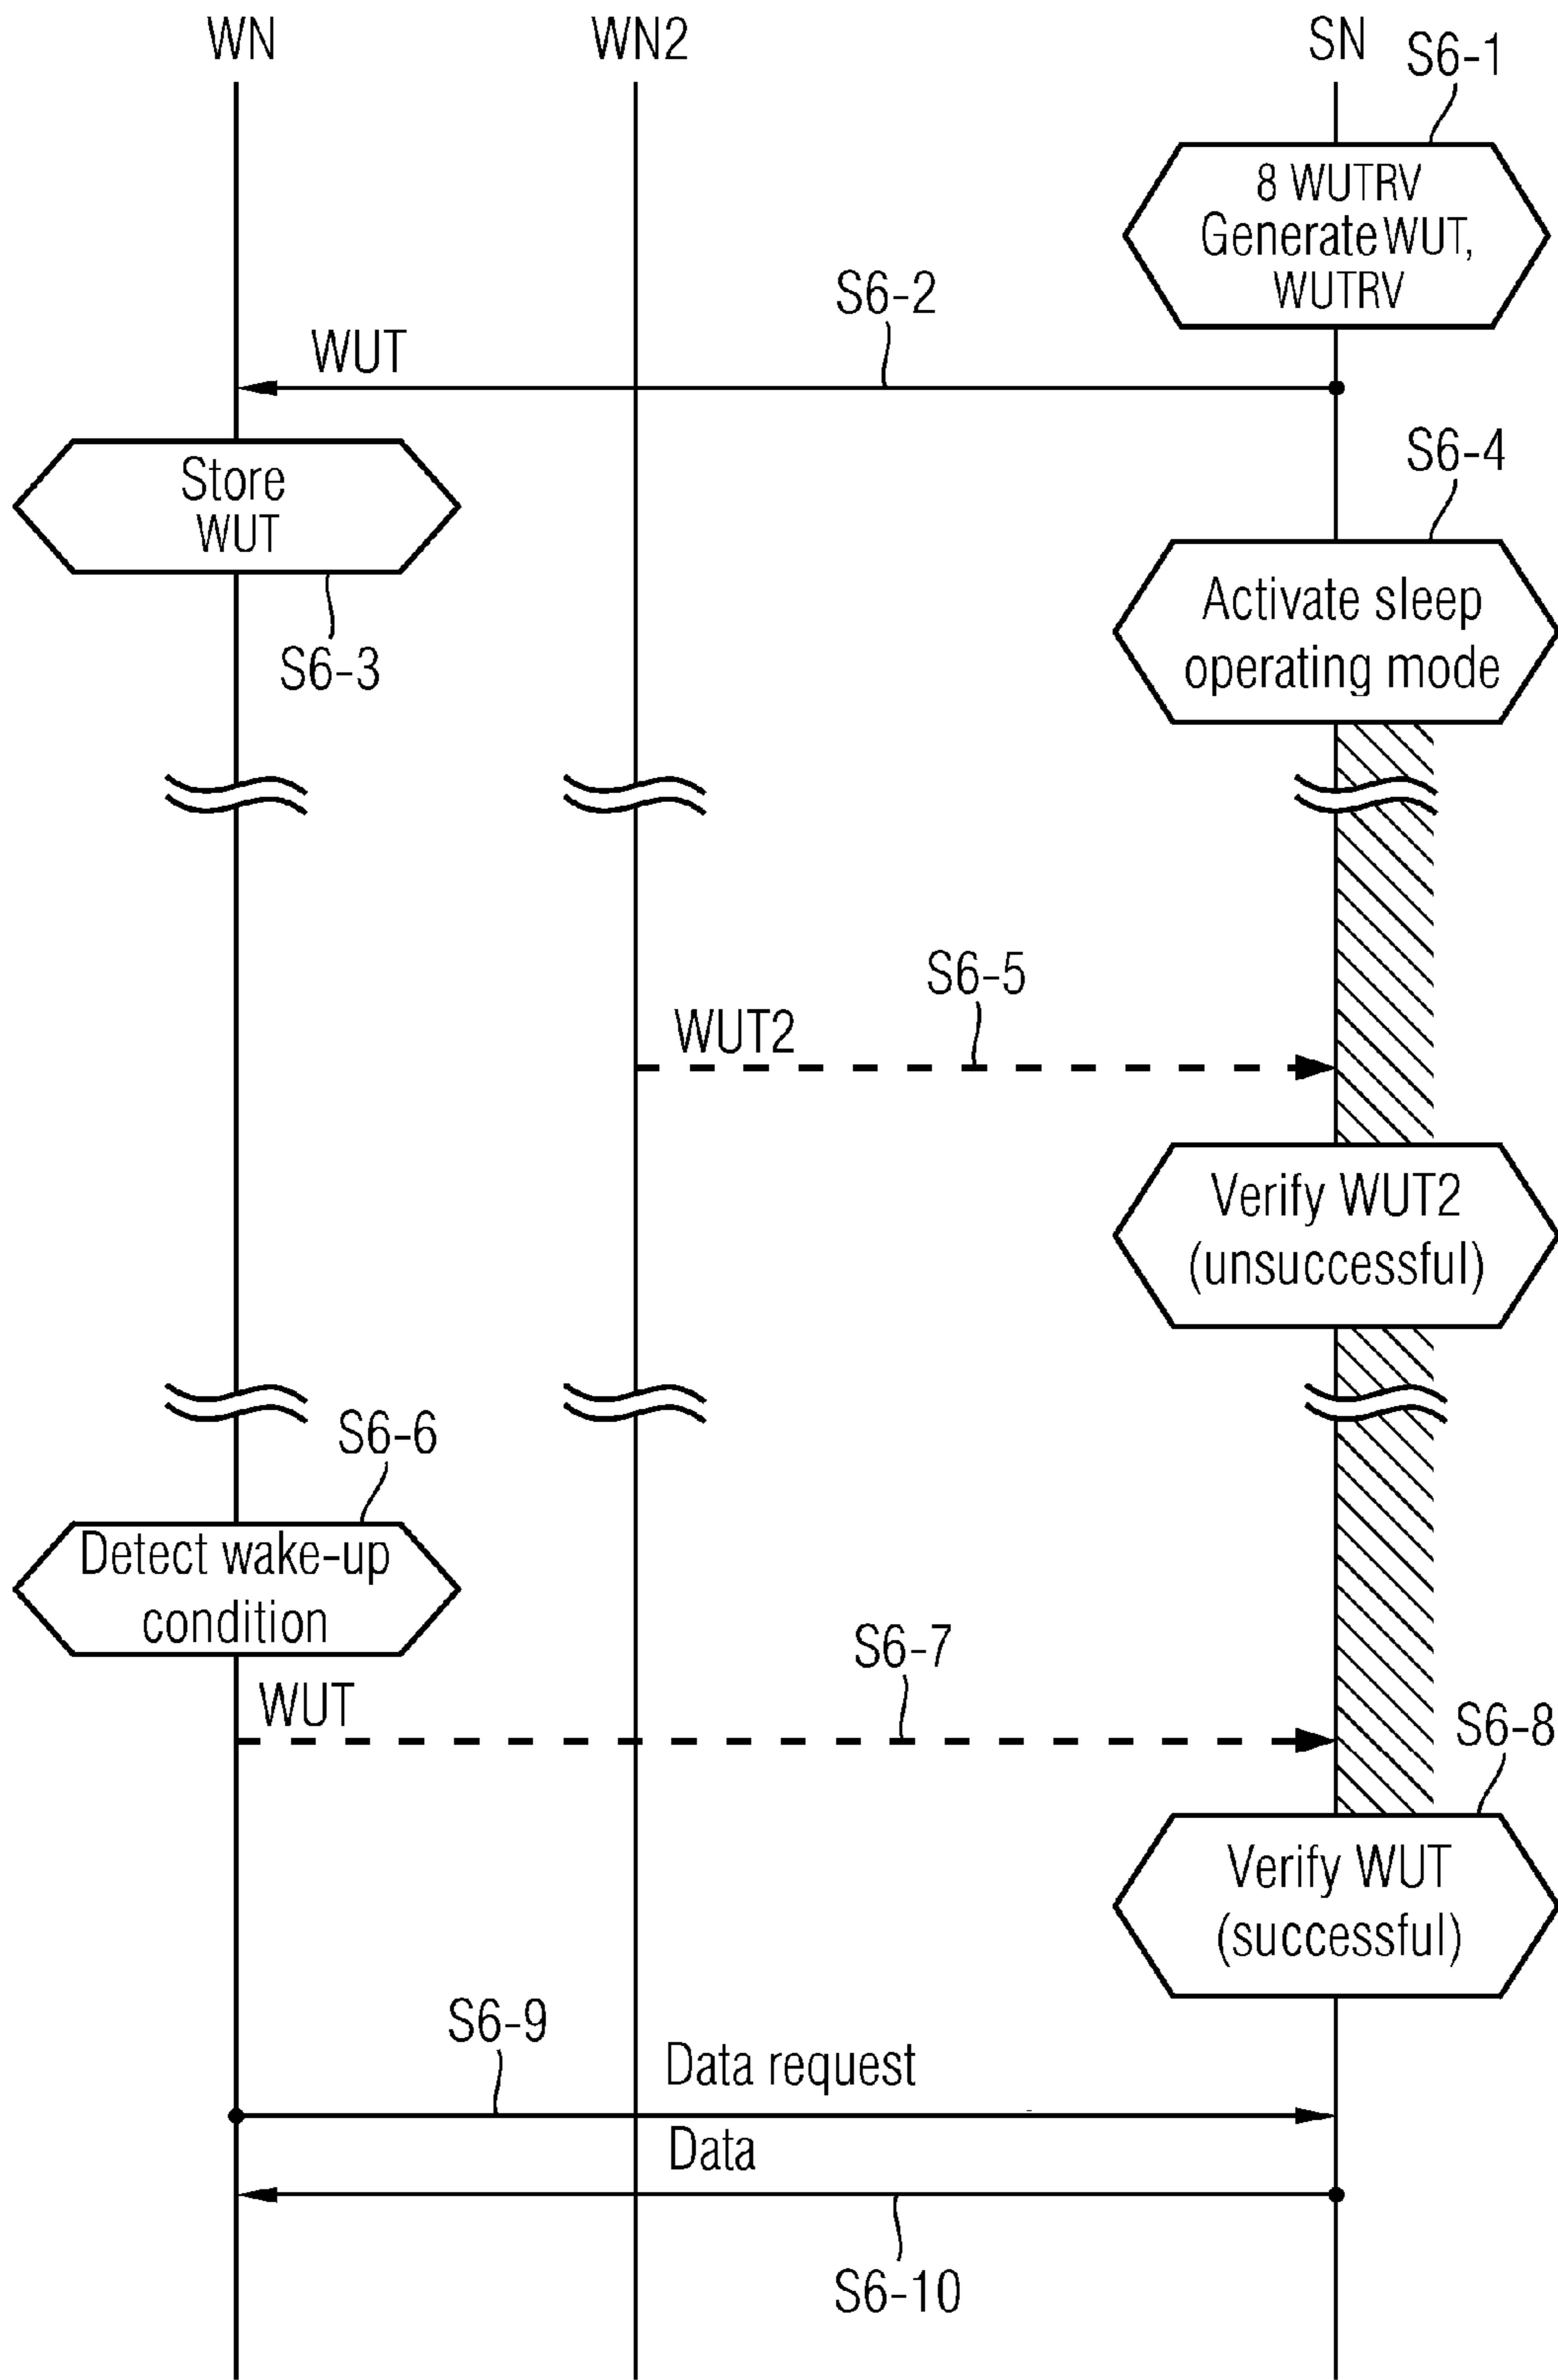 WN
WN2
SN
S6-1
8 WUTRV
Generate WUT,
WUTRV
S6-2
WUT
Store
WUT
S6-3
S6-4
Activate sleep
operating mode
S6-5
WUT2
Verify WUT2
(unsuccessful)
S6-6
Detect wake-up
condition
S6-7
WUT
S6-8
Verify WUT
(successful)
S6-9
Data request
Data
S6-10